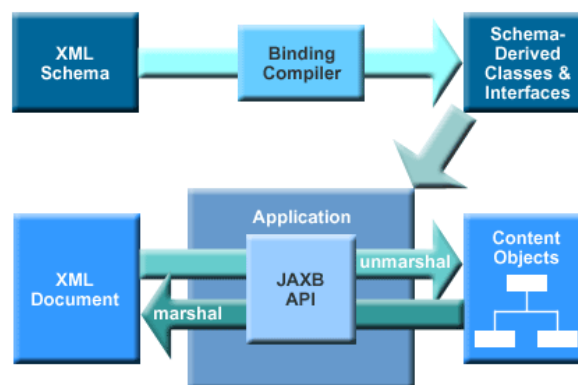 XML
Schema
Binding
Compiler
Schema-
Derived
Classes &
Interfaces
Application
XML
Document
JAXB
API
unmarshal
marshal
Content
Objects